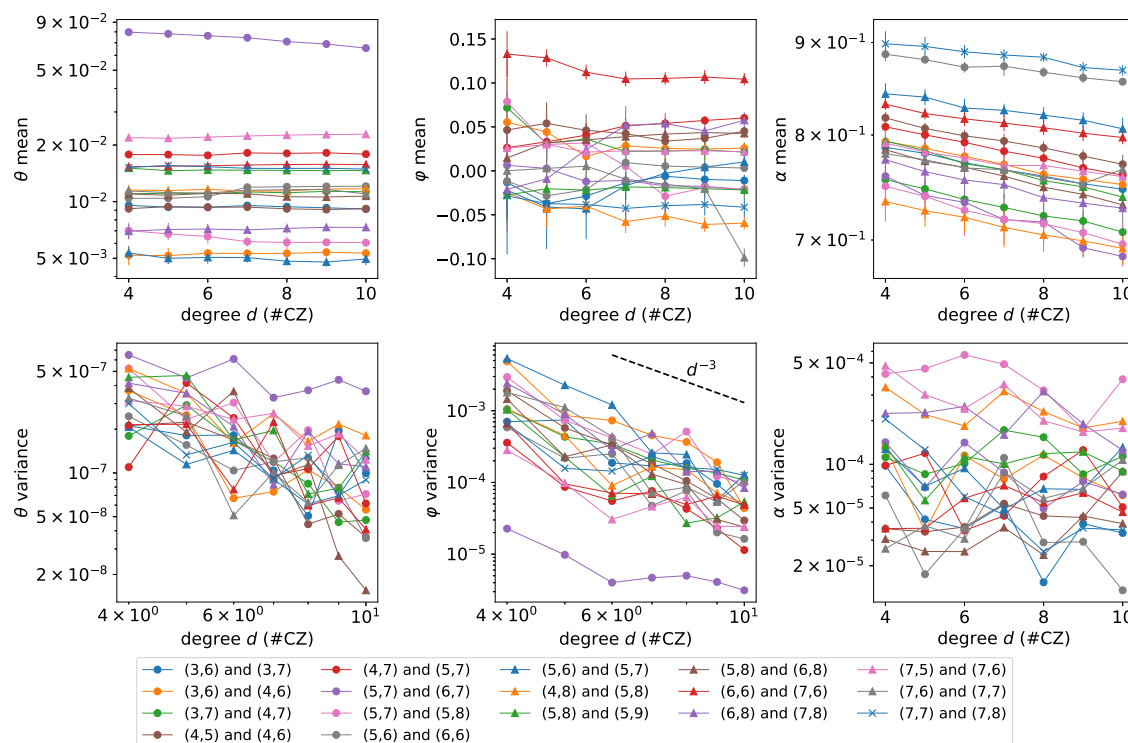 9 × 10⁻²
5 × 10⁻²
2 × 10⁻²
10⁻²
5 × 10⁻³
θ mean
4 6 8 10
degree d (#CZ)
0.15
0.10
0.05
0.00
−0.05
−0.10
φ mean
4 6 8 10
degree d (#CZ)
9 × 10⁻¹
8 × 10⁻¹
7 × 10⁻¹
α mean
4 6 8 10
degree d (#CZ)
5 × 10⁻⁷
10⁻⁷
5 × 10⁻⁸
2 × 10⁻⁸
θ variance
4 × 10⁰ 6 × 10⁰ 10¹
degree d (#CZ)
d⁻³
10⁻³
10⁻⁴
10⁻⁵
φ variance
4 × 10⁰ 6 × 10⁰ 10¹
degree d (#CZ)
5 × 10⁻⁴
10⁻⁴
5 × 10⁻⁵
2 × 10⁻⁵
α variance
4 6 8 10
degree d (#CZ)
(3,6) and (3,7)
(3,6) and (4,6)
(3,7) and (4,7)
(4,5) and (4,6)
(4,7) and (5,7)
(5,7) and (6,7)
(5,7) and (5,8)
(5,6) and (6,6)
(5,6) and (5,7)
(4,8) and (5,8)
(5,8) and (5,9)
(5,8) and (6,8)
(6,6) and (7,6)
(6,8) and (7,8)
(7,5) and (7,6)
(7,6) and (7,7)
(7,7) and (7,8)